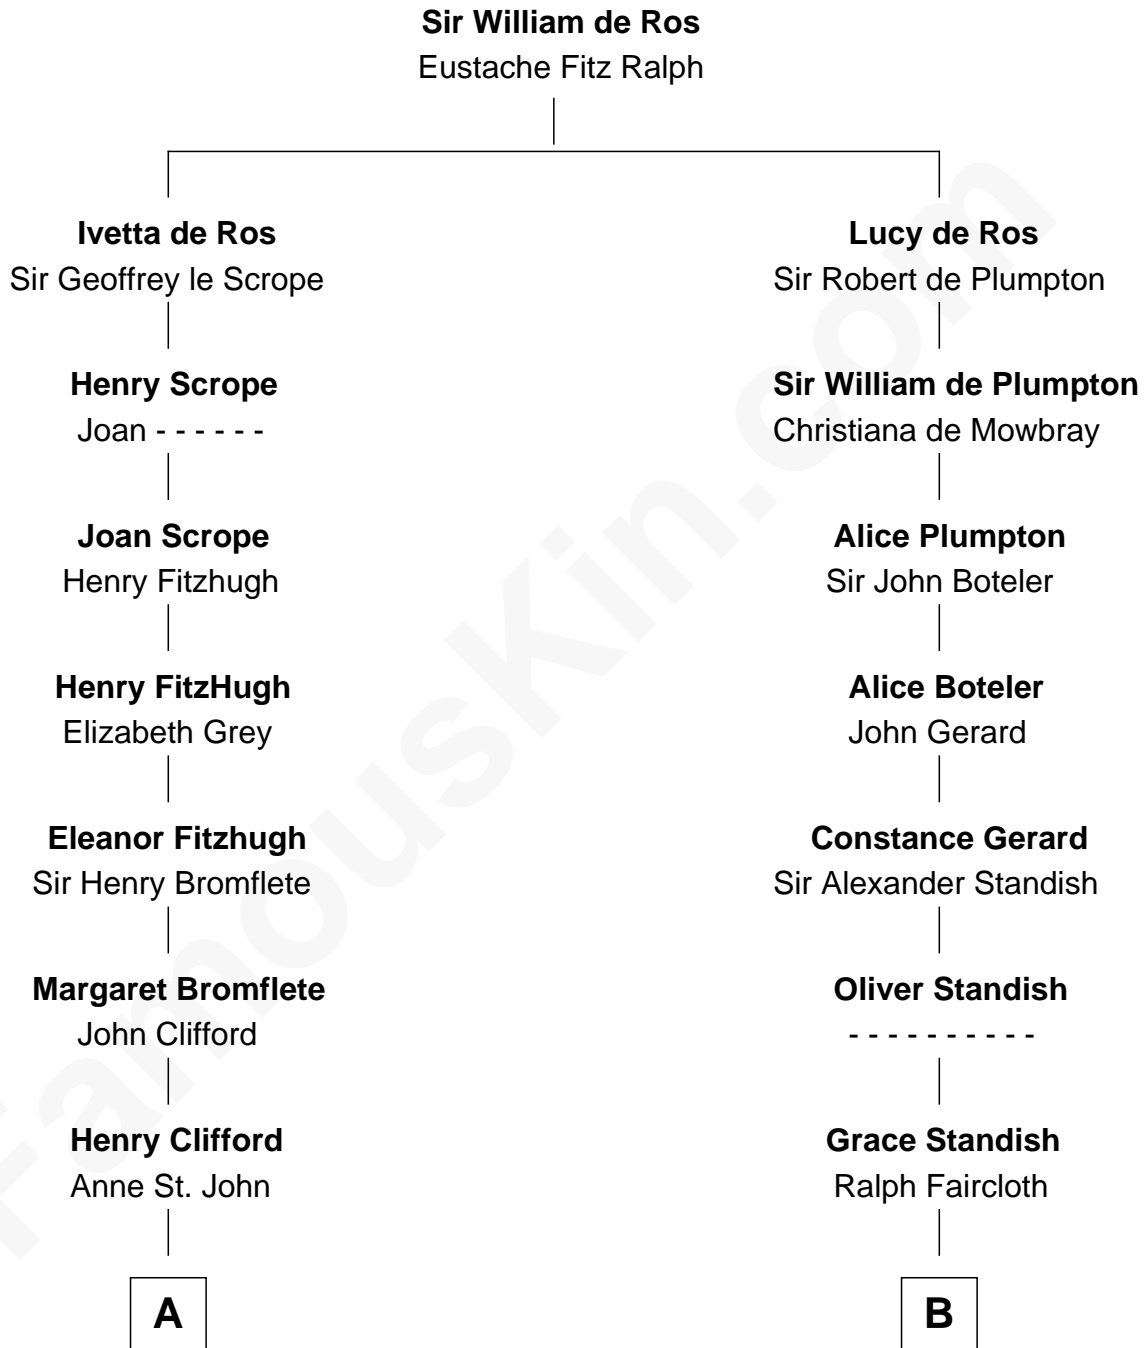 Sir William de Ros
Eustache Fitz Ralph
Ivetta de Ros
Sir Geoffrey le Scrope
Lucy de Ros
Sir Robert de Plumpton
Henry Scrope
Joan - - - - - -
Sir William de Plumpton
Christiana de Mowbray
Joan Scrope
Henry Fitzhugh
Alice Plumpton
Sir John Boteler
Henry FitzHugh
Elizabeth Grey
Alice Boteler
John Gerard
Eleanor Fitzhugh
Sir Henry Bromflete
Constance Gerard
Sir Alexander Standish
Margaret Bromflete
John Clifford
Oliver Standish
- - - - - - - - - -
Henry Clifford
Anne St. John
Grace Standish
Ralph Faircloth
A
B
FamousKin.com